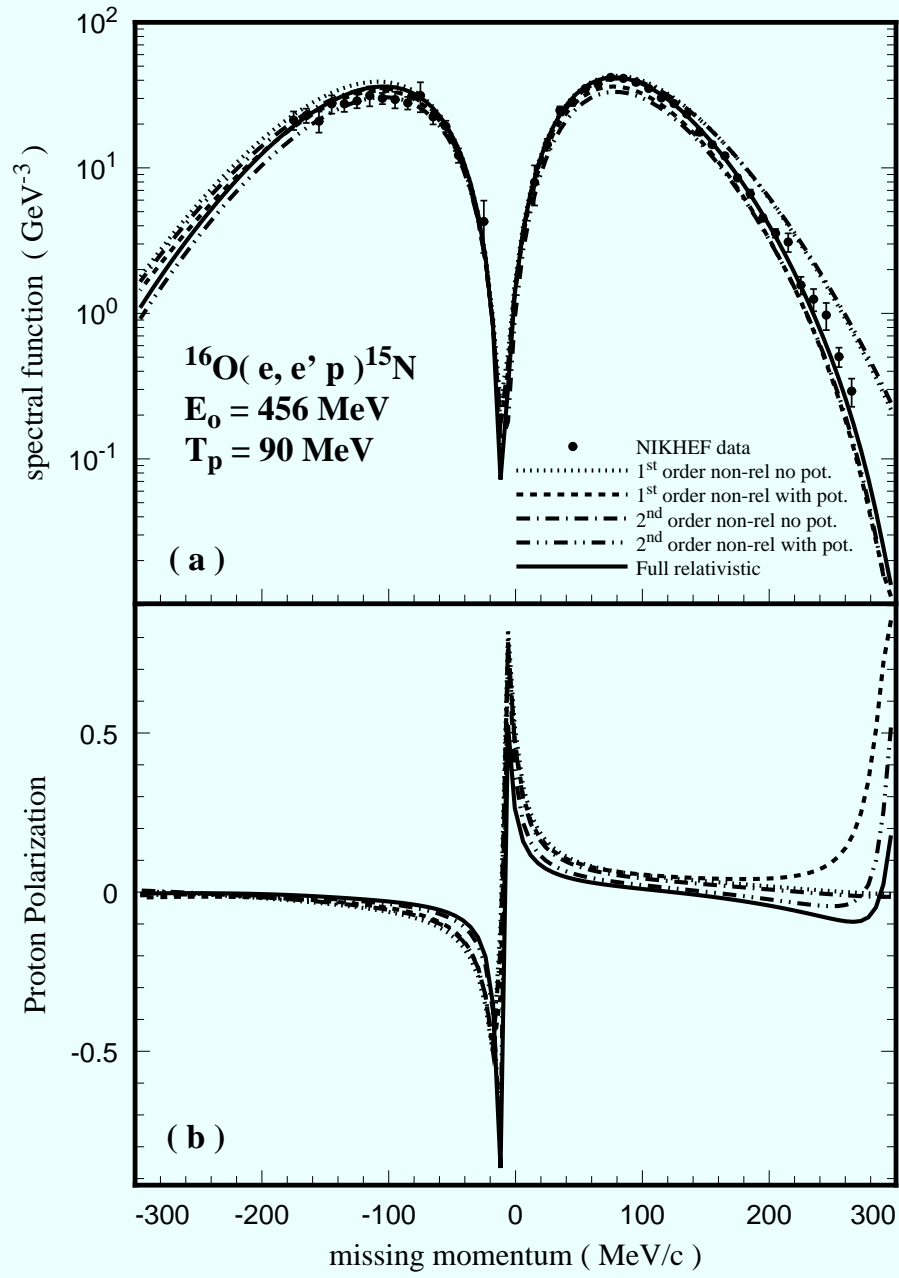 10²
10¹
10⁰
10⁻¹
spectral function ( GeV⁻³ )
¹⁶O( e, e’ p )¹⁵N
Eₒ = 456 MeV
Tₚ = 90 MeV
NIKHEF data
1ˢᵗ order non-rel no pot.
1ˢᵗ order non-rel with pot.
2ⁿᵈ order non-rel no pot.
2ⁿᵈ order non-rel with pot.
Full relativistic
( a )
0.5
0
-0.5
Proton Polarization
( b )
-300 -200 -100 0 100 200 300
missing momentum ( MeV/c )